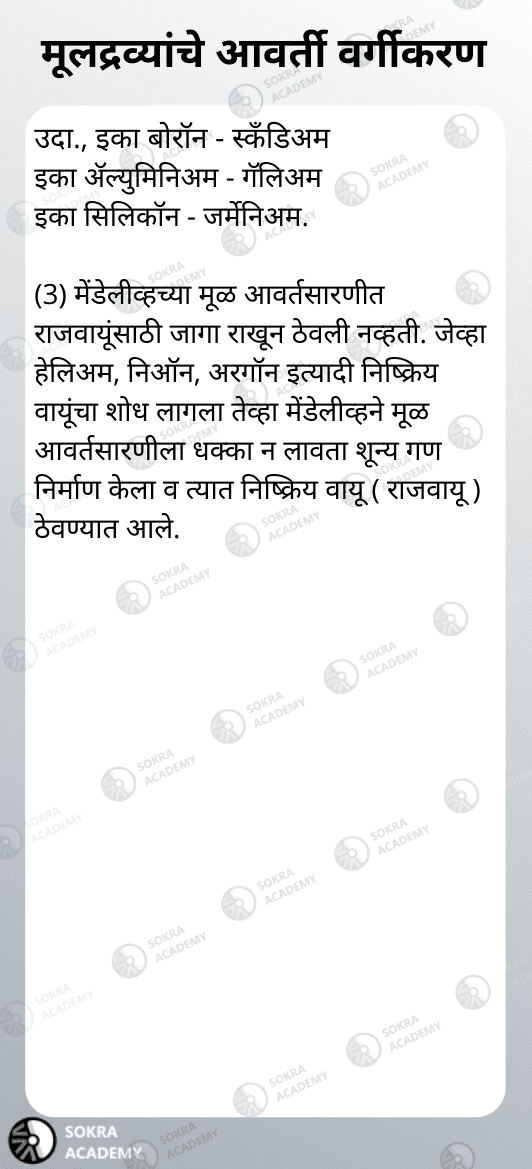 मूलद्रव्यांचे आवर्ती वर्गीकरण
उदा., इका बोरॉन - स्कँडिअम
इका ॲल्युमिनिअम - गॅलिअम
इका सिलिकॉन - जर्मेनिअम.
(3) मेंडेलीव्हच्या मूळ आवर्तसारणीत
राजवायूंसाठी जागा राखून ठेवली नव्हती. जेव्हा
हेलिअम, निऑन, अरगॉन इत्यादी निष्क्रिय
वायूंचा शोध लागला तेव्हा मेंडेलीव्हने मूळ
आवर्तसारणीला धक्का न लावता शून्य गण
निर्माण केला व त्यात निष्क्रिय वायू ( राजवायू )
ठेवण्यात आले.
SOKRA
ACADEMY